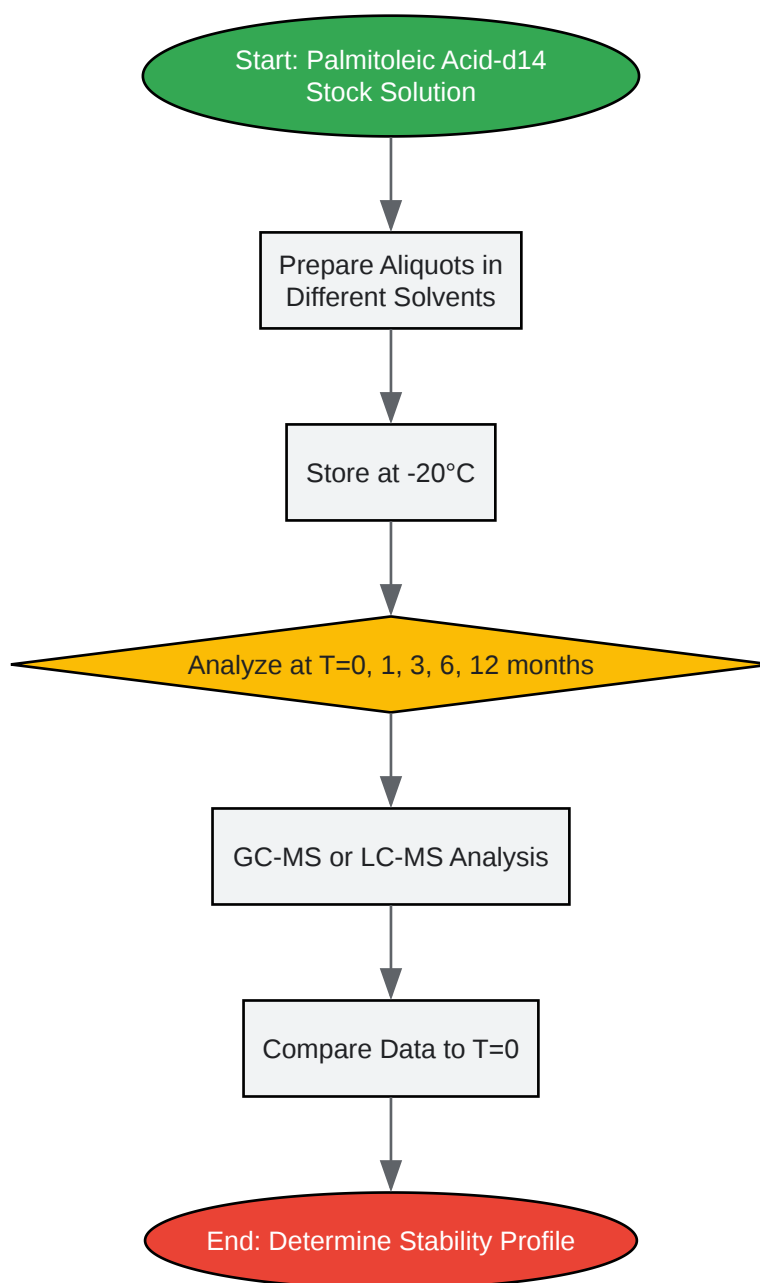 Start: Palmitoleic Acid-d14
Stock Solution
Prepare Aliquots in
Different Solvents
Store at -20°C
Analyze at T=0, 1, 3, 6, 12 months
GC-MS or LC-MS Analysis
Compare Data to T=0
End: Determine Stability Profile